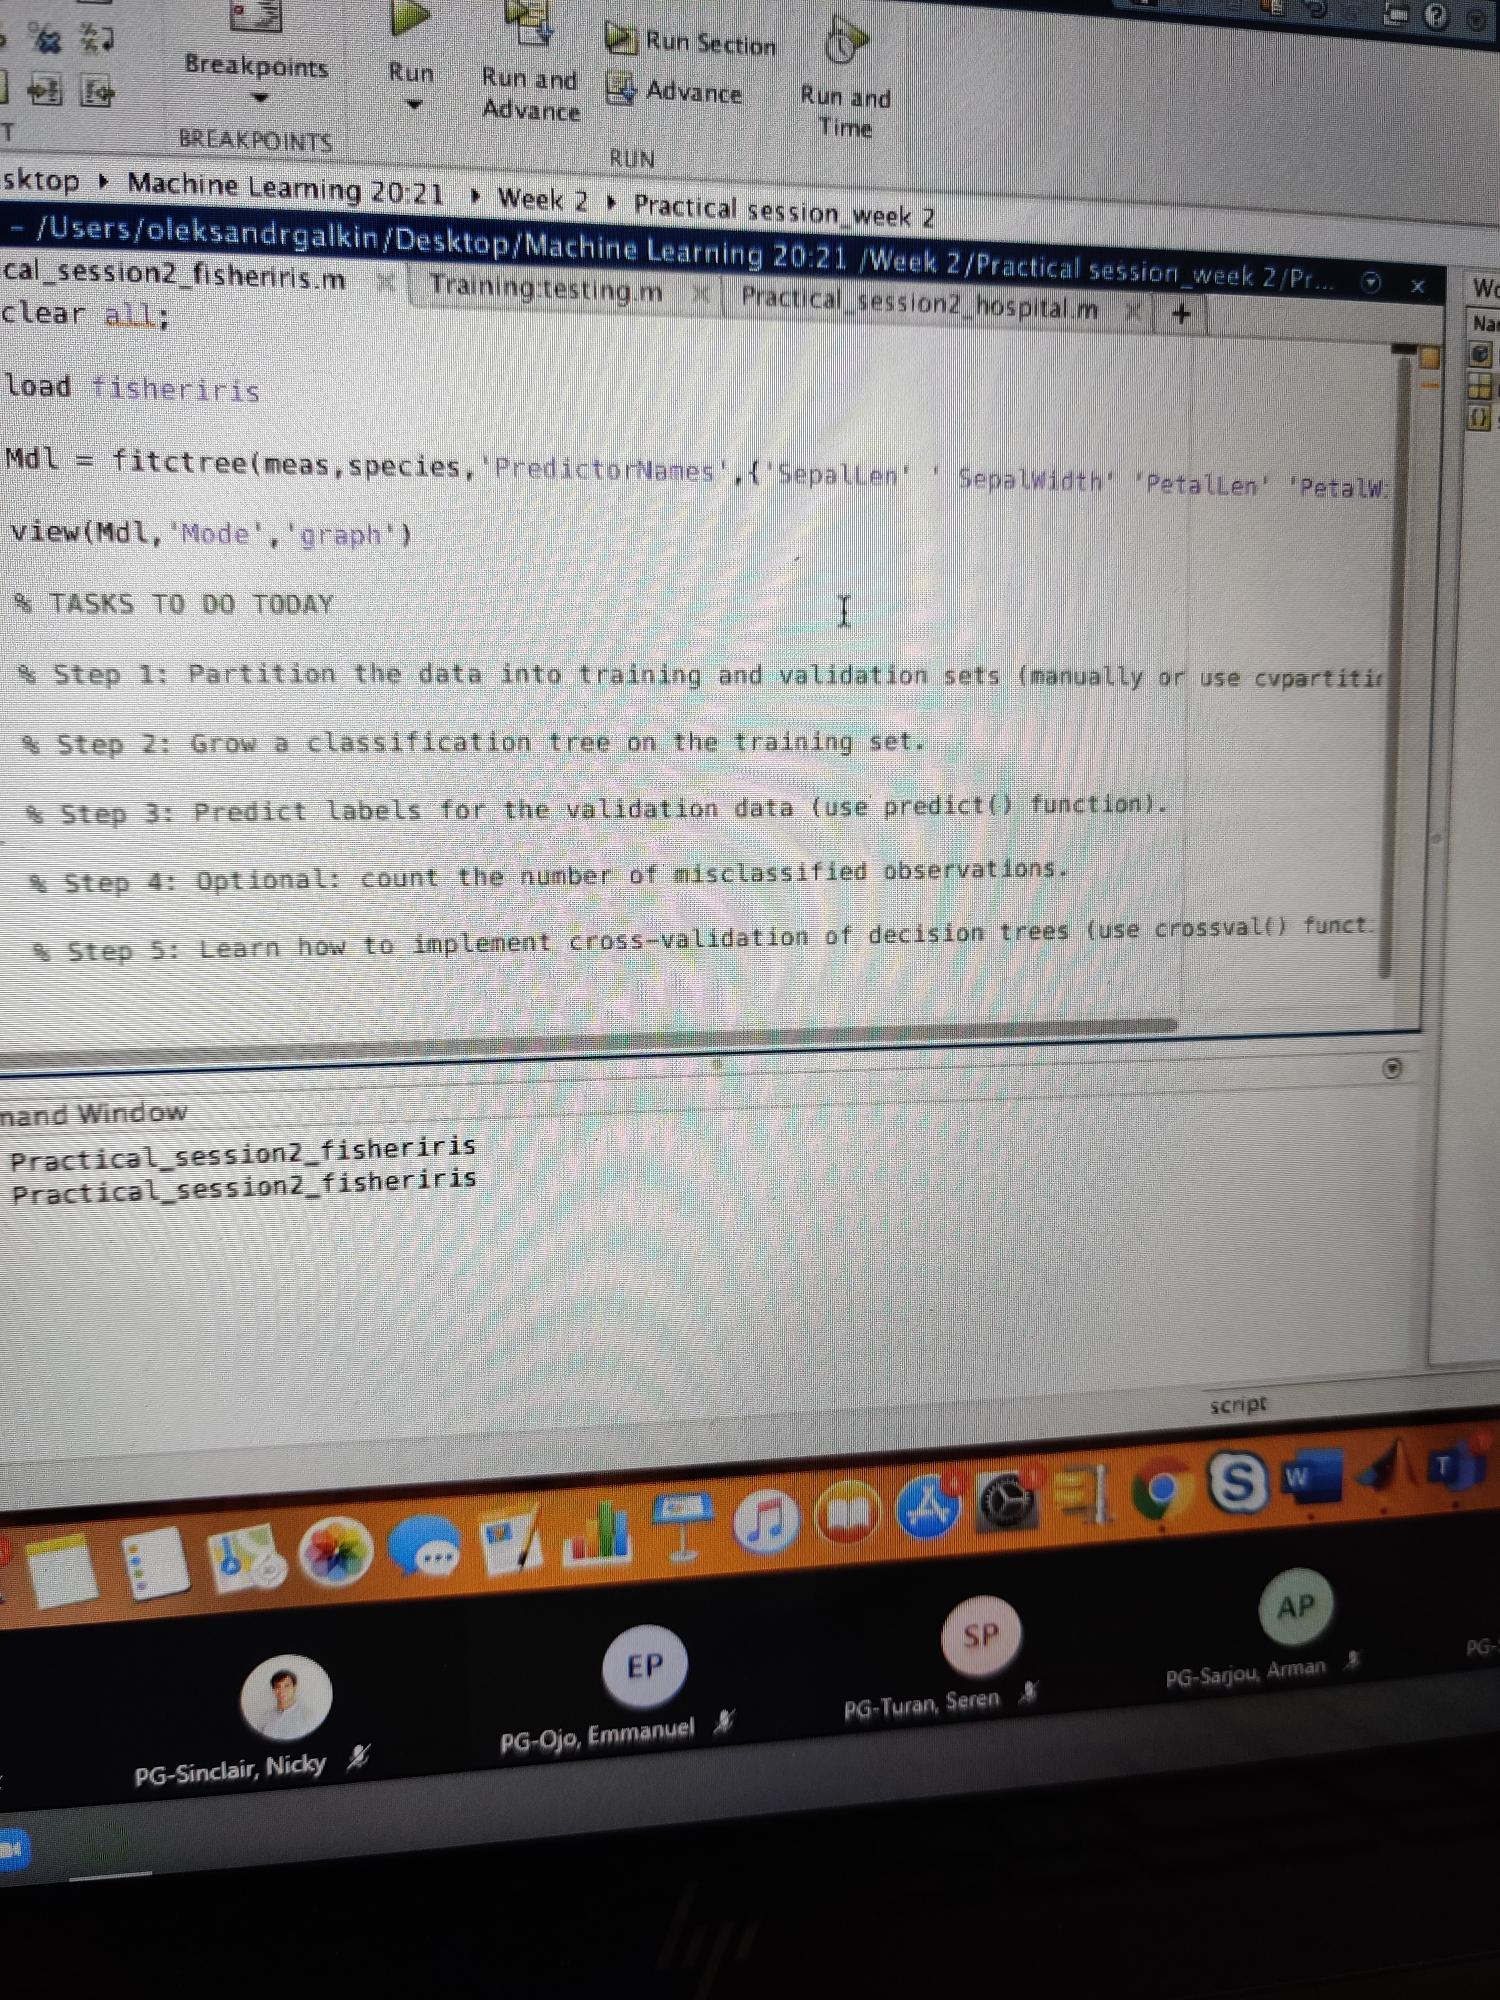 Breakpoints
Run
Run and
Advance
Run Section
Advance
Run and
Time
T
BREAKPOINTS
RUN
sktop ▸ Machine Learning 20:21 ▸ Week 2 ▸ Practical session_week 2
– /Users/oleksandrgalkin/Desktop/Machine Learning 20:21 /Week 2/Practical session_week 2/Pr...
cal_session2_fisheriris.m
Training:testing.m
Practical_session2_hospital.m
+
clear all;
load fisheriris
Mdl = fitctree(meas,species,'PredictorNames',{'SepalLen' ' SepalWidth' 'PetalLen' 'PetalW
view(Mdl,'Mode','graph')
% TASKS TO DO TODAY
% Step 1: Partition the data into training and validation sets (manually or use cvpartitio
% Step 2: Grow a classification tree on the training set.
% Step 3: Predict labels for the validation data (use predict() function).
% Step 4: Optional: count the number of misclassified observations.
% Step 5: Learn how to implement cross-validation of decision trees (use crossval() funct
Wo
Na
mand Window
Practical_session2_fisheriris
Practical_session2_fisheriris
script
W
T
EP
SP
AP
PG-Sinclair, Nicky
PG-Ojo, Emmanuel
PG-Turan, Seren
PG-Sarjou, Arman
PG-
hp